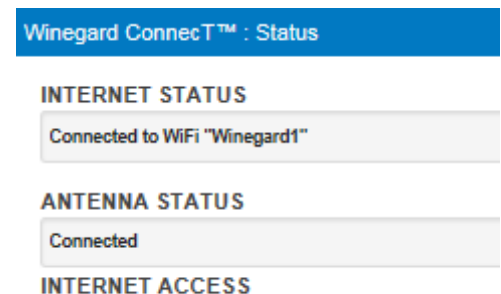 Winegard ConnecT™ : Status
INTERNET STATUS
Connected to WiFi "Winegard1"
ANTENNA STATUS
Connected
INTERNET ACCESS